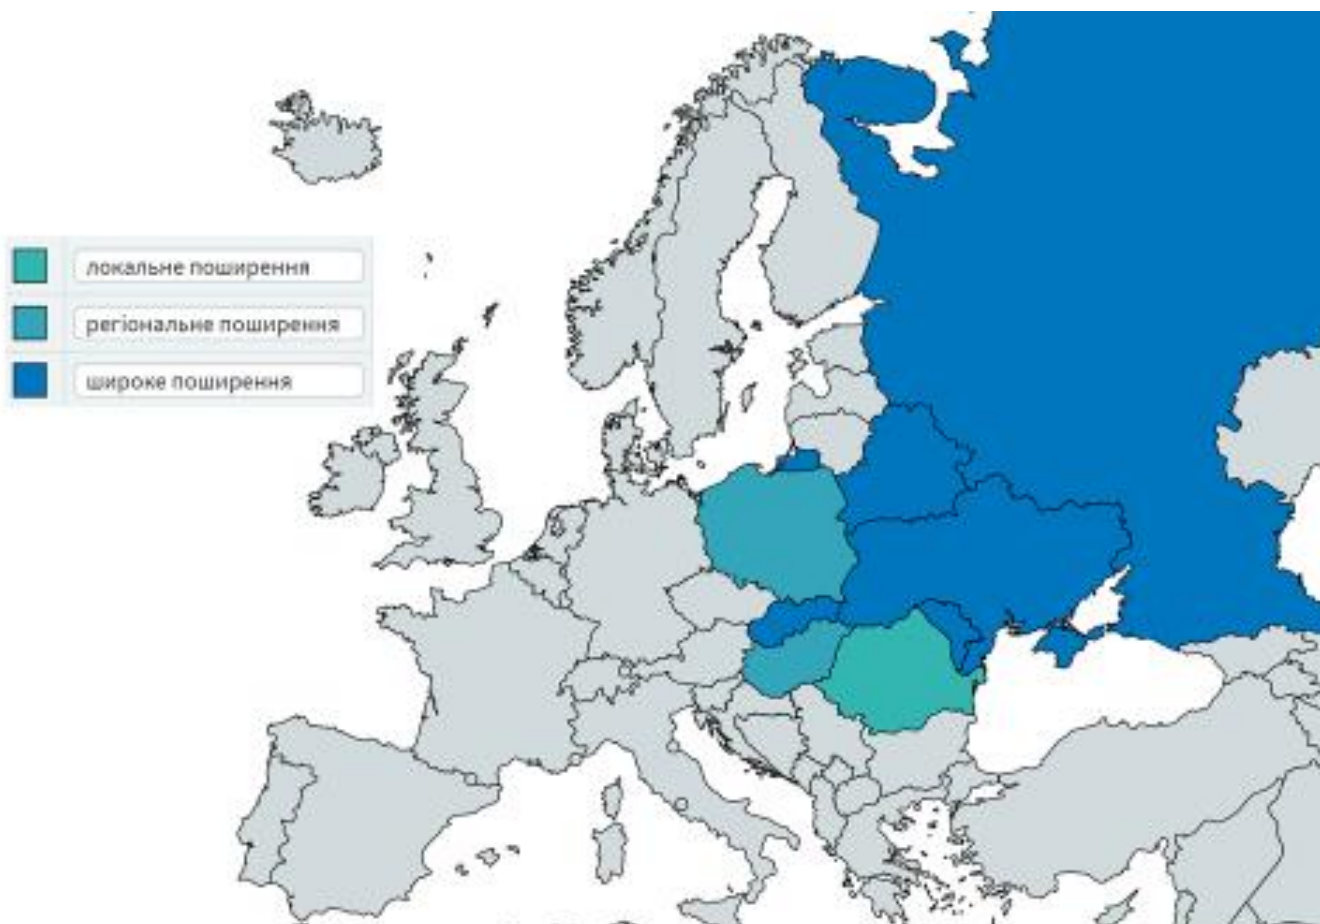 локальне поширення
регіональне поширення
широке поширення